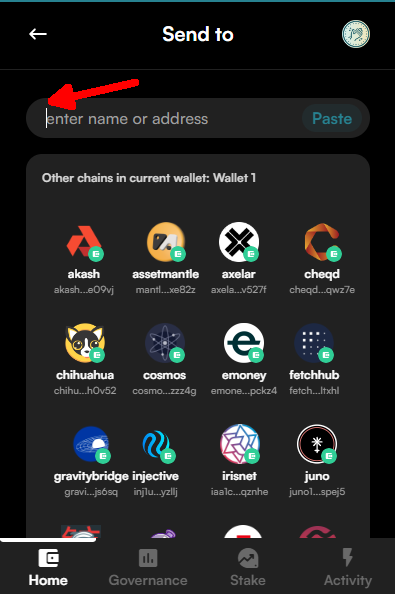 Send to
enter name or address
Paste
Other chains in current wallet: Wallet 1
akash assetmantle axelar cheqd
akash...e09vj mantl...xe82z axela...v527f cheqd...qwz7e
chihuahua cosmos emoney fetchhub
chihu...h0v52 cosmo...zzz4g emone...pckz4 fetch...ltxhl
gravitybridge injective irisnet juno
gravi...js6sq inj1u...yzllj iaa1c...qznhe juno1...spej5
Home Governance Stake Activity